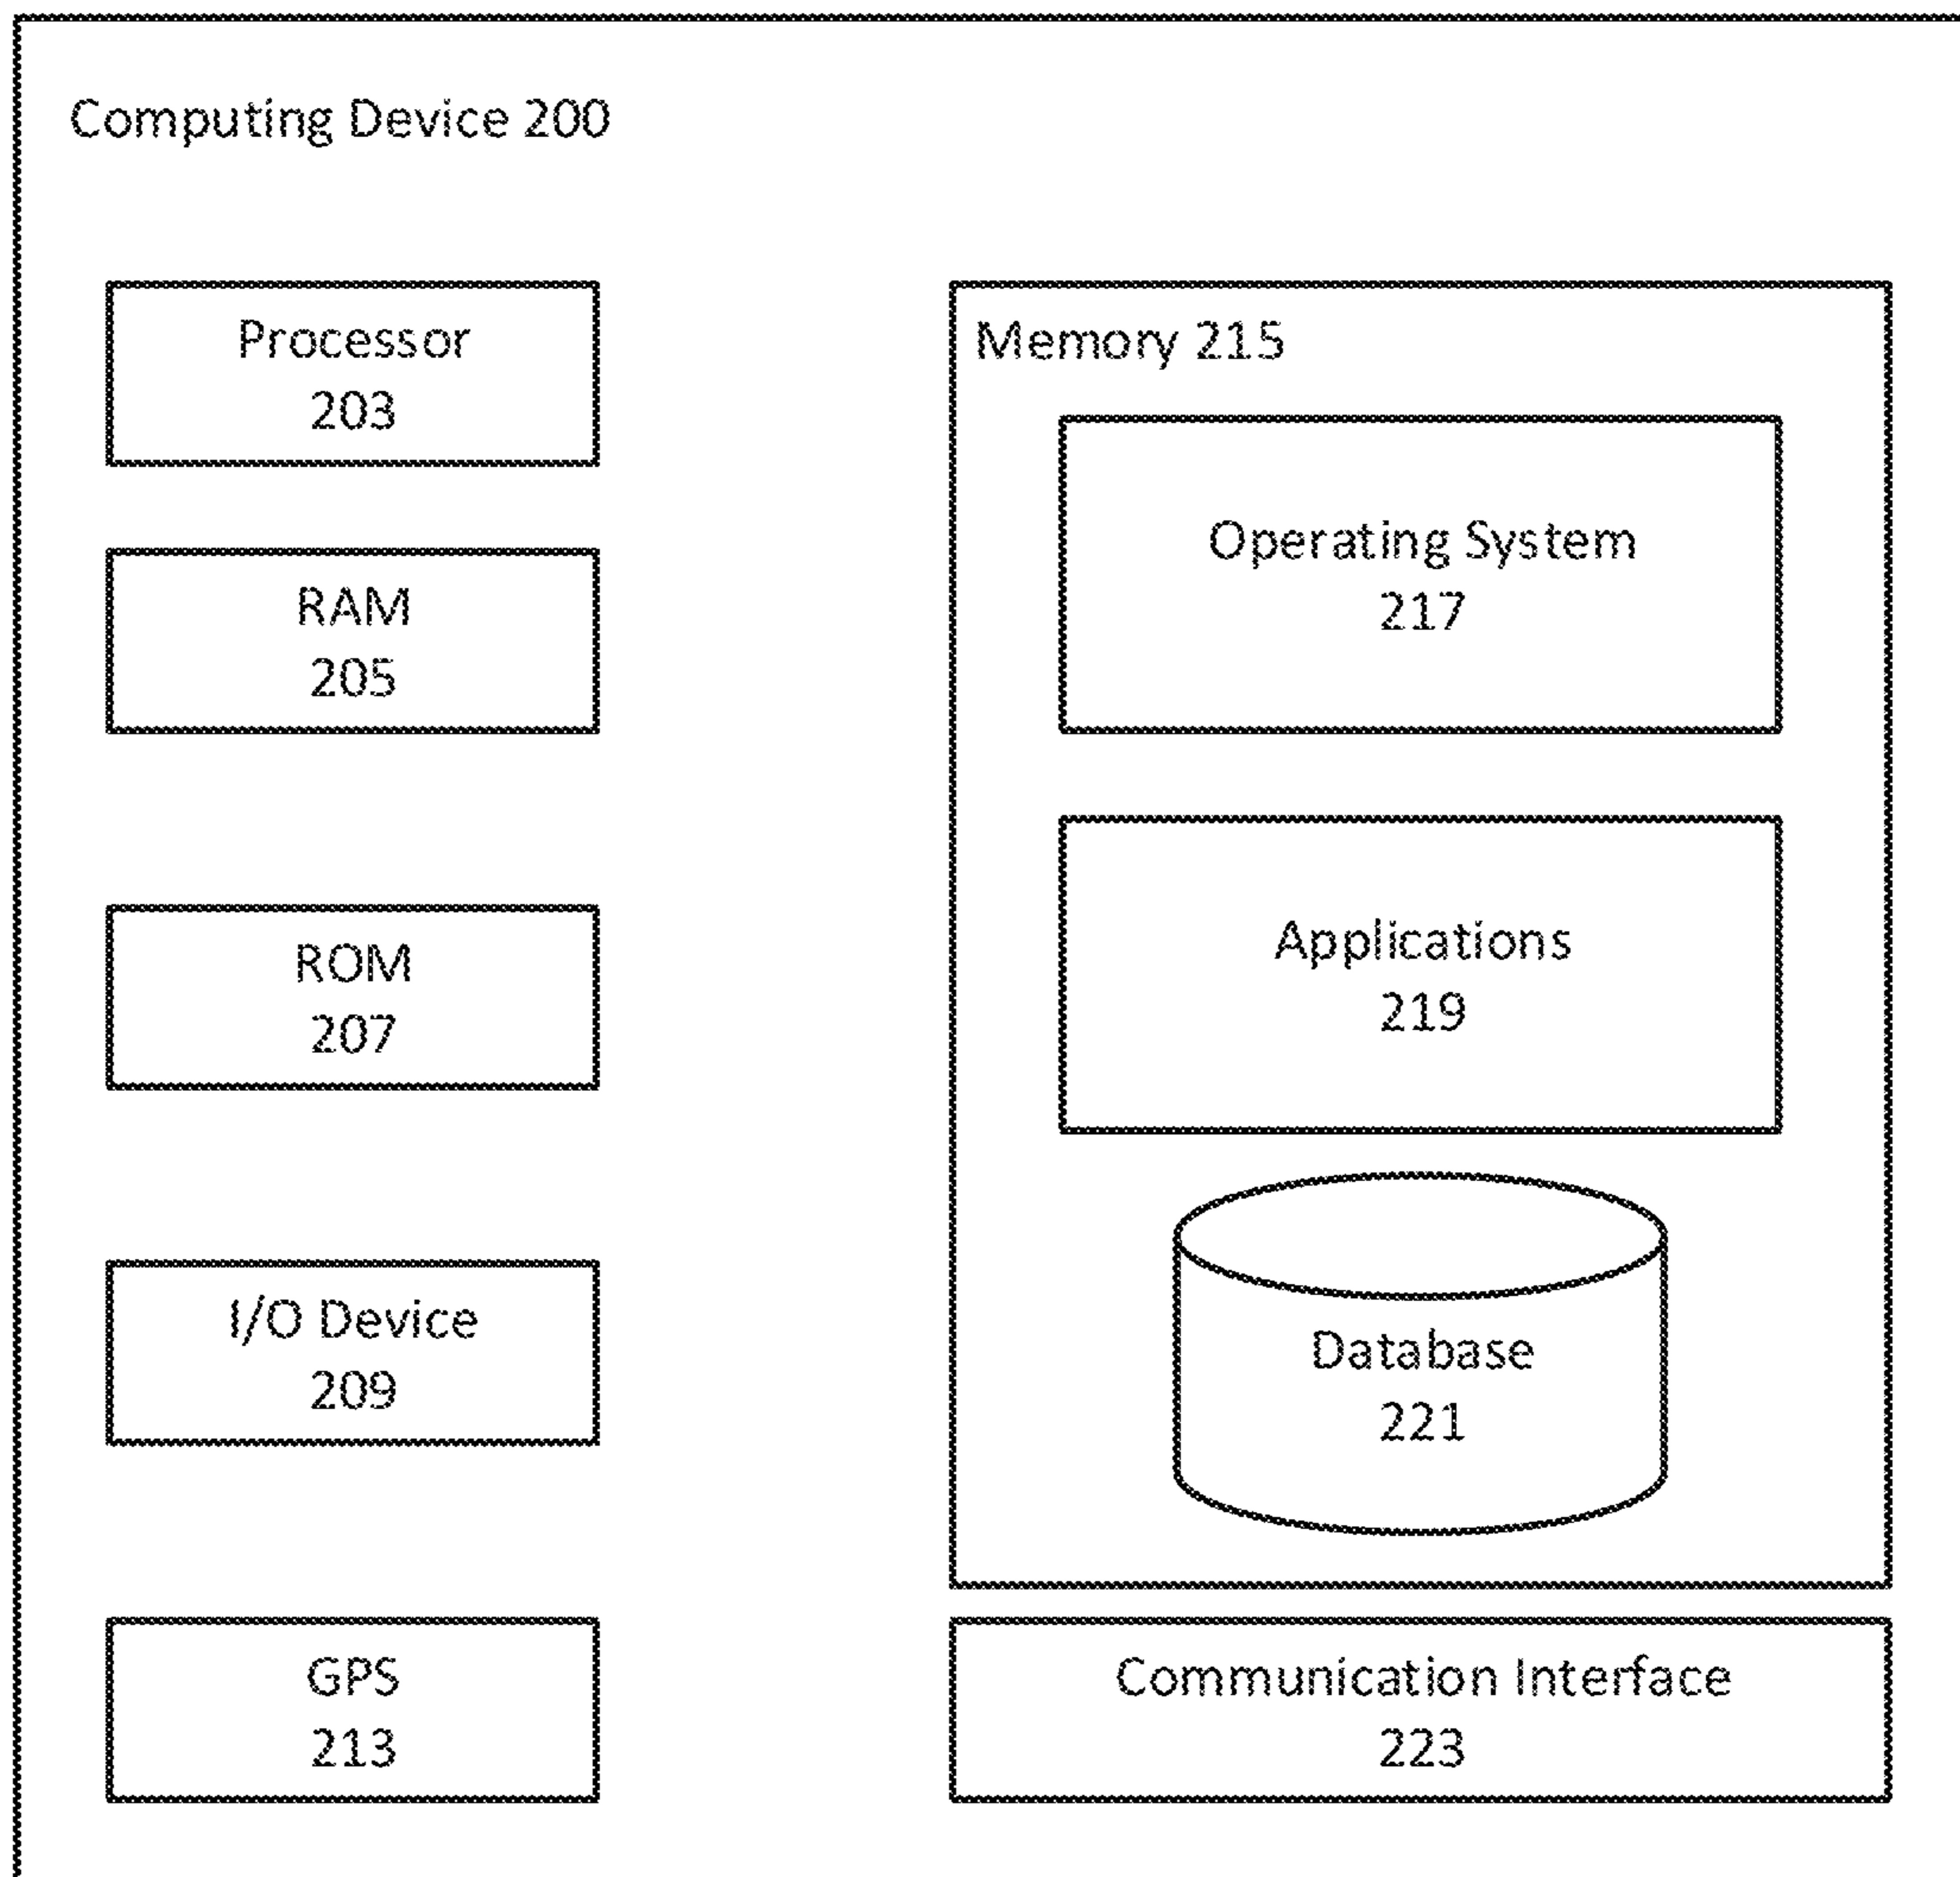 Computing Device 200
Processor
203
RAM
205
ROM
207
I/O Device
209
GPS
213
Memory 215
Operating System
217
Applications
219
Database
221
Communication Interface
223